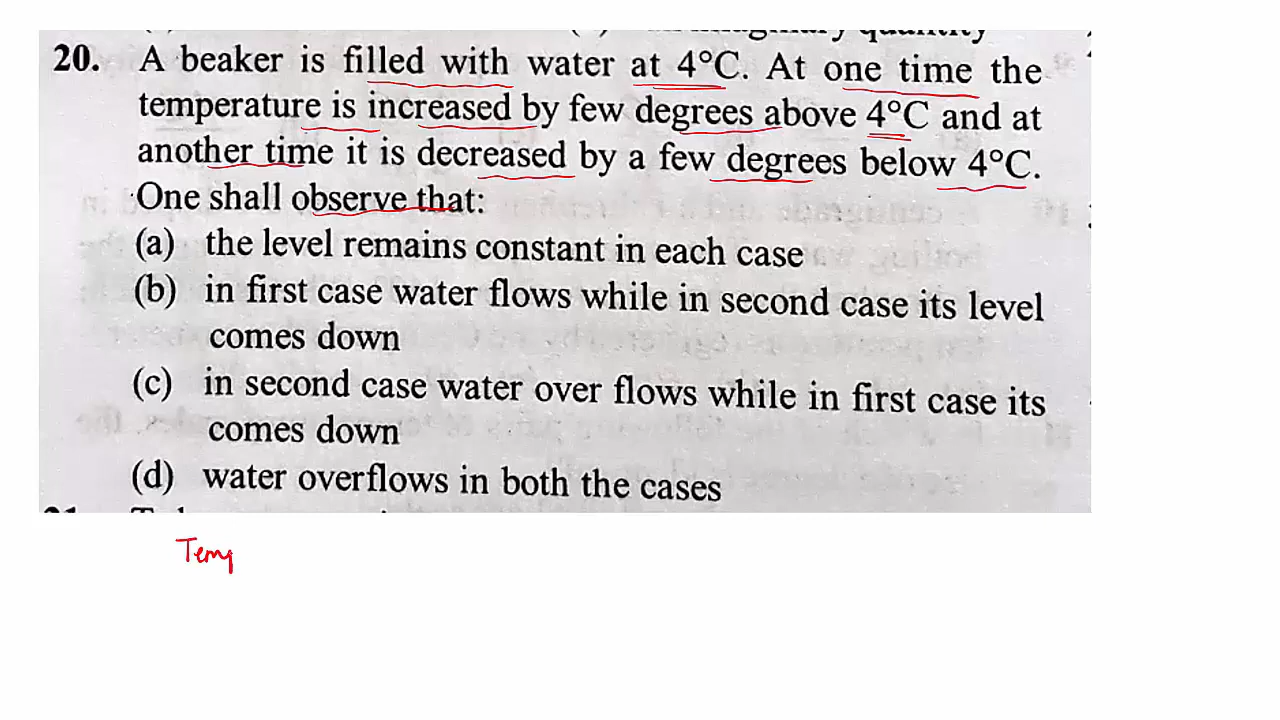 20. A beaker is filled with water at 4°C. At one time the
temperature is increased by few degrees above 4°C and at
another time it is decreased by a few degrees below 4°C.
One shall observe that:
(a) the level remains constant in each case
(b) in first case water flows while in second case its level
comes down
(c) in second case water over flows while in first case its
comes down
(d) water overflows in both the cases
Temp